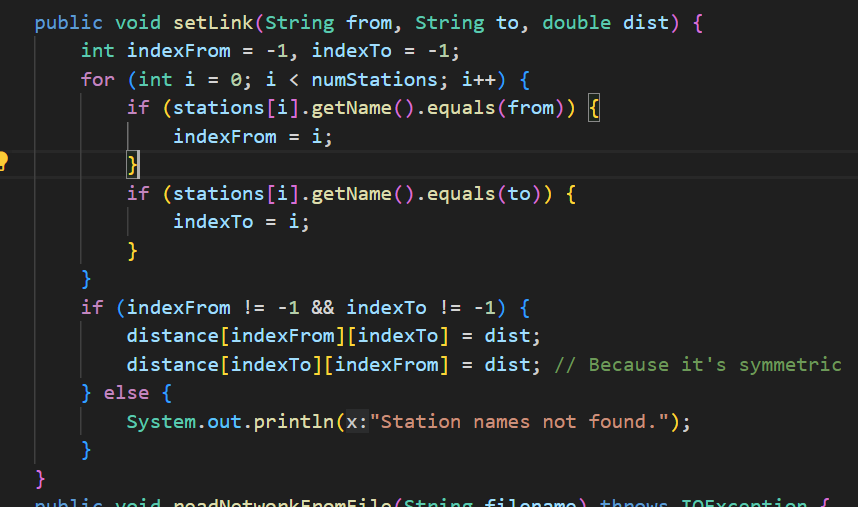 public void setLink(String from, String to, double dist) {
    int indexFrom = -1, indexTo = -1;
    for (int i = 0; i < numStations; i++) {
        if (stations[i].getName().equals(from)) {
            indexFrom = i;
        }
        if (stations[i].getName().equals(to)) {
            indexTo = i;
        }
    }
    if (indexFrom != -1 && indexTo != -1) {
        distance[indexFrom][indexTo] = dist;
        distance[indexTo][indexFrom] = dist; // Because it's symmetric
    } else {
        System.out.println(x:"Station names not found.");
    }
}
public void readNetworkFromFile(String filename) throws IOException {